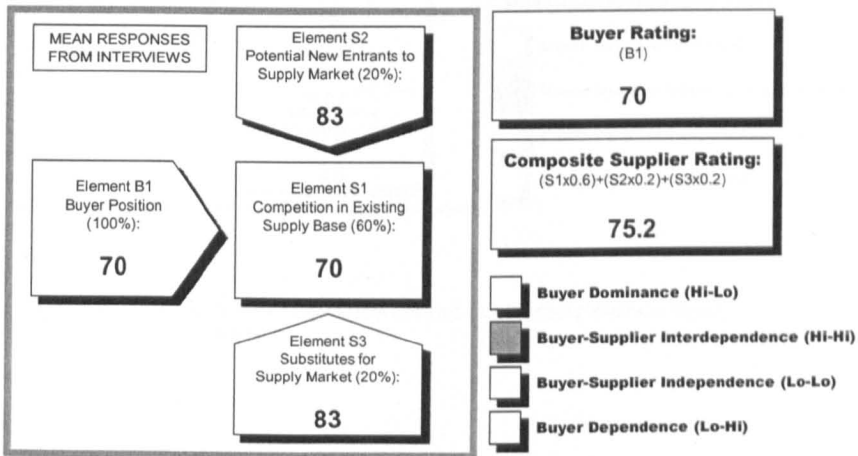 MEAN RESPONSES
FROM INTERVIEWS
Element S2
Potential New Entrants to
Supply Market (20%):
83
Element B1
Buyer Position
(100%):
70
Element S1
Competition in Existing
Supply Base (60%):
70
Element S3
Substitutes for
Supply Market (20%):
83
Buyer Rating:
(B1)
70
Composite Supplier Rating:
(S1x0.6)+(S2x0.2)+(S3x0.2)
75.2
Buyer Dominance (Hi-Lo)
Buyer-Supplier Interdependence (Hi-Hi)
Buyer-Supplier Independence (Lo-Lo)
Buyer Dependence (Lo-Hi)